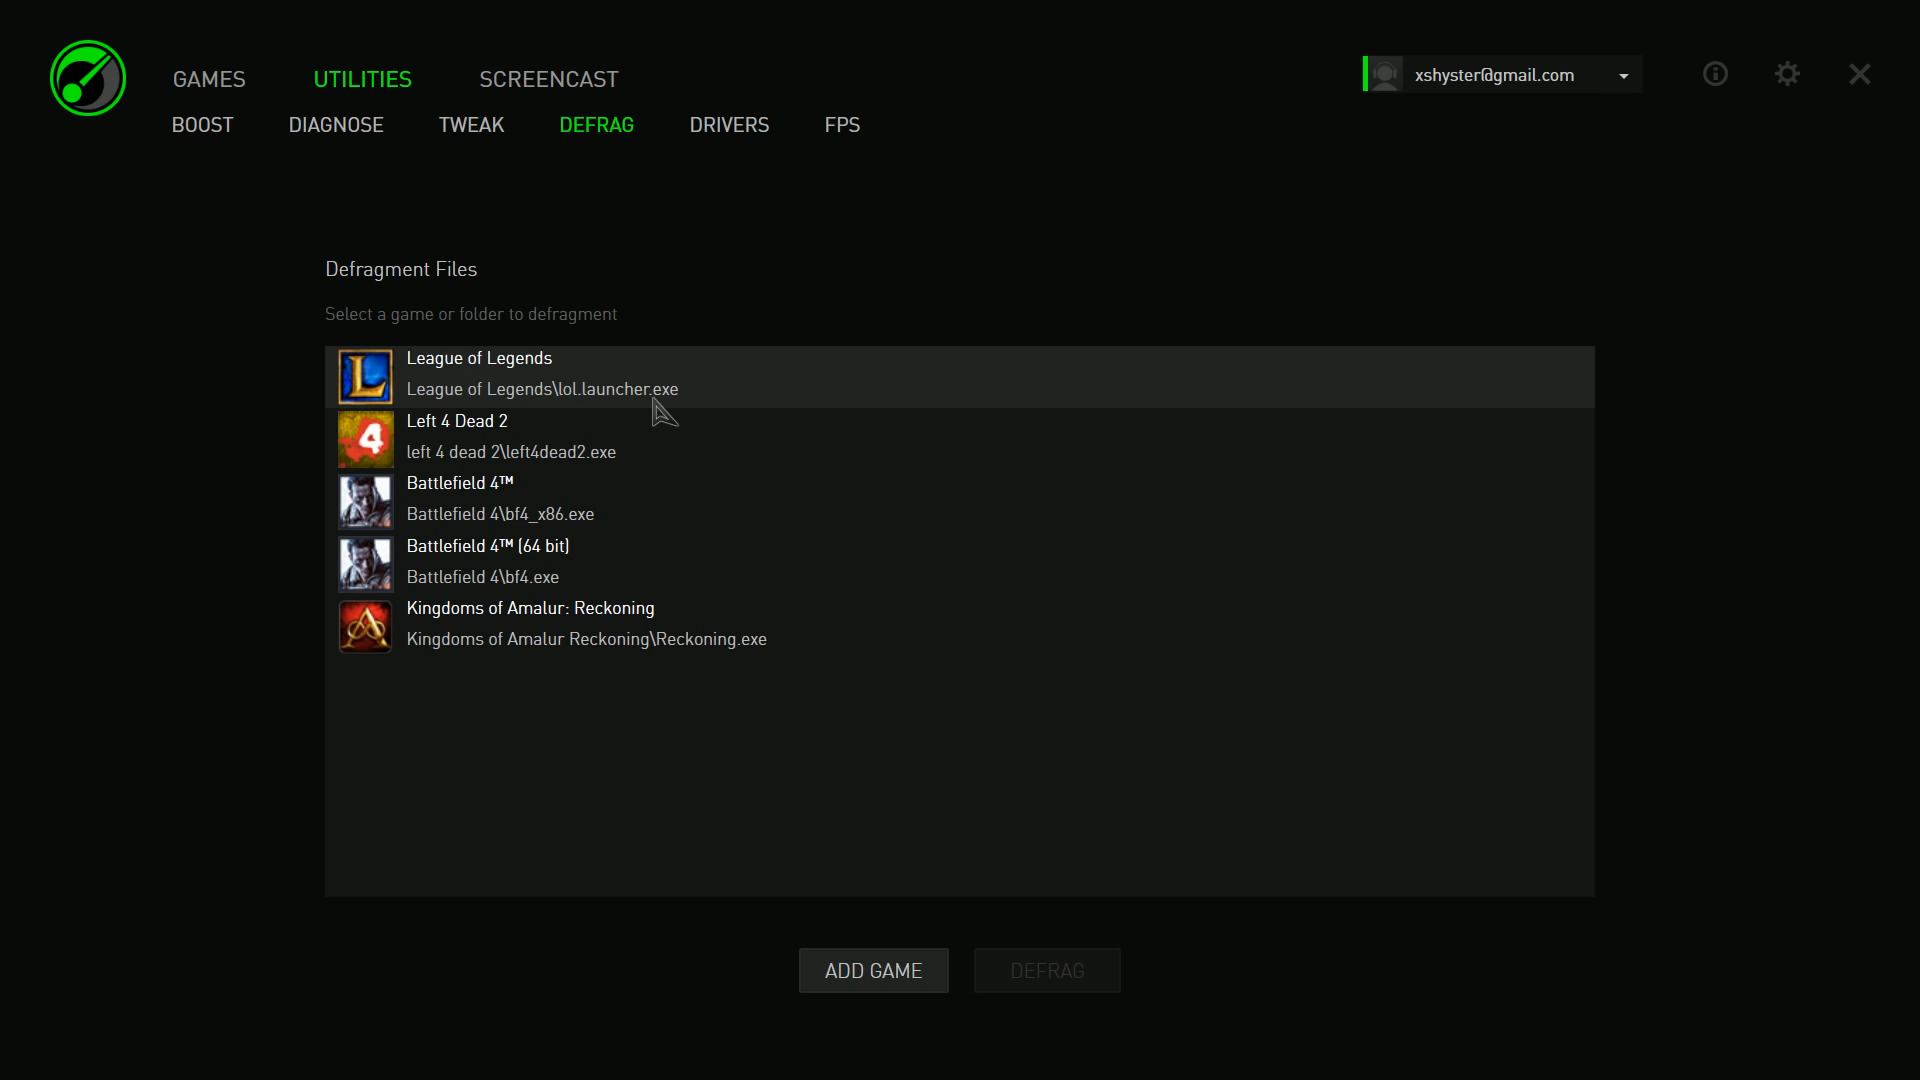 GAMES UTILITIES SCREENCAST
xshyster@gmail.com
BOOST DIAGNOSE TWEAK DEFRAG DRIVERS FPS
Defragment Files
Select a game or folder to defragment
League of Legends
League of Legends\lol.launcher.exe
Left 4 Dead 2
left 4 dead 2\left4dead2.exe
Battlefield 4™
Battlefield 4\bf4_x86.exe
Battlefield 4™ (64 bit)
Battlefield 4\bf4.exe
Kingdoms of Amalur: Reckoning
Kingdoms of Amalur Reckoning\Reckoning.exe
ADD GAME DEFRAG